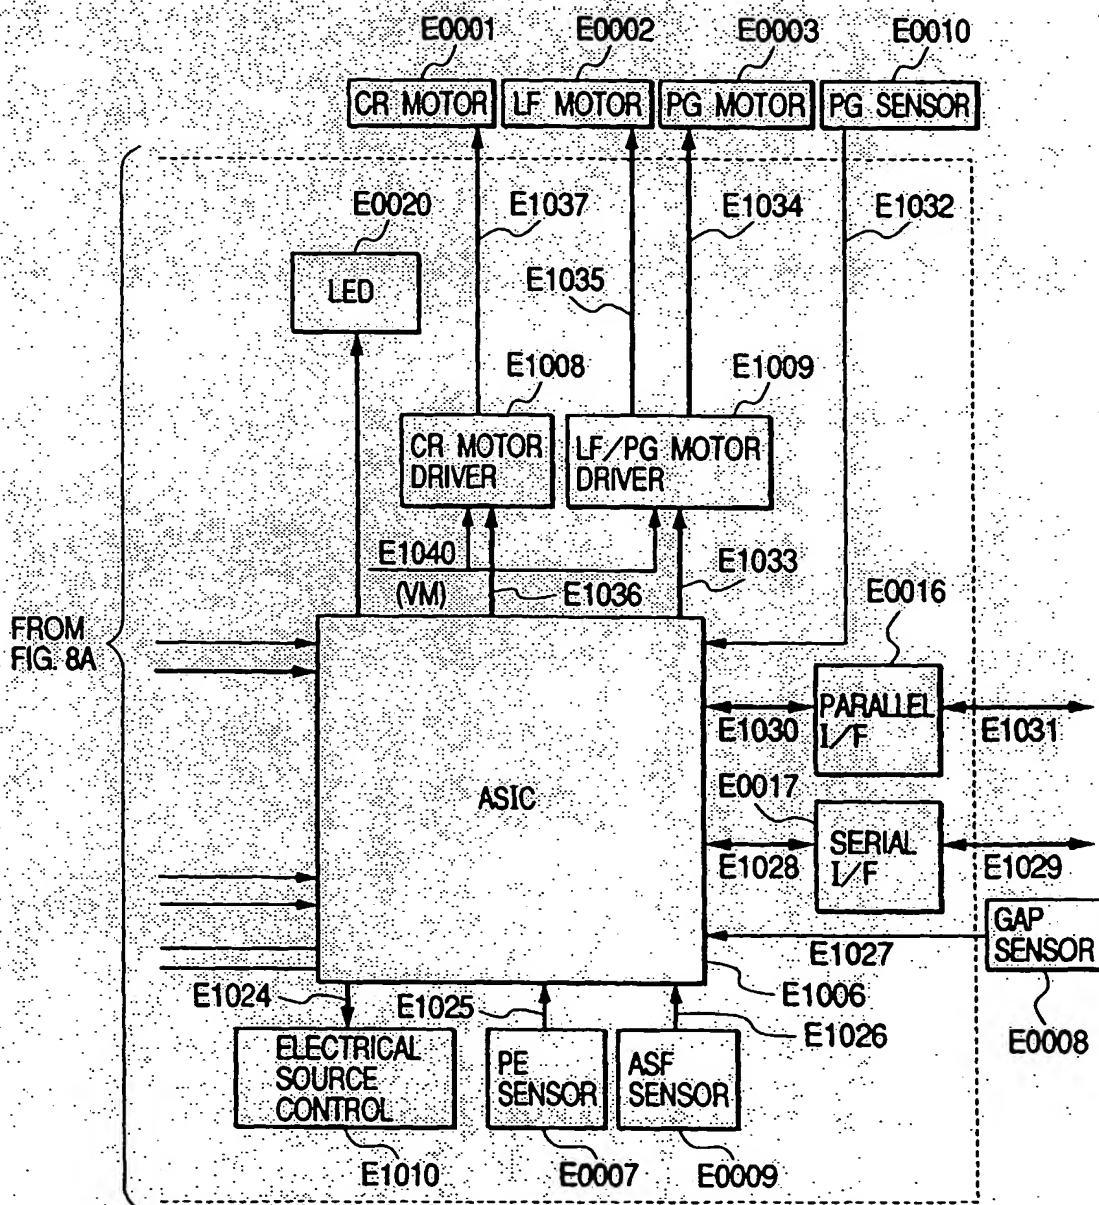 E0001 E0002 E0003 E0010
CR MOTOR LF MOTOR PG MOTOR PG SENSOR
E0020 E1037 E1034 E1032
LED
E1035
E1008 E1009
CR MOTOR
DRIVER
LF/PG MOTOR
DRIVER
E1040
(VM)
E1036
E1033
E0016
FROM
FIG. 8A
PARALLEL
I/F
E1030 E1031
ASIC
E0017
SERIAL
I/F
E1028 E1029
GAP
SENSOR
E1027
E1006
E0008
E1024 E1025 E1026
ELECTRICAL
SOURCE
CONTROL
PE
SENSOR
ASF
SENSOR
E1010 E0007 E0009